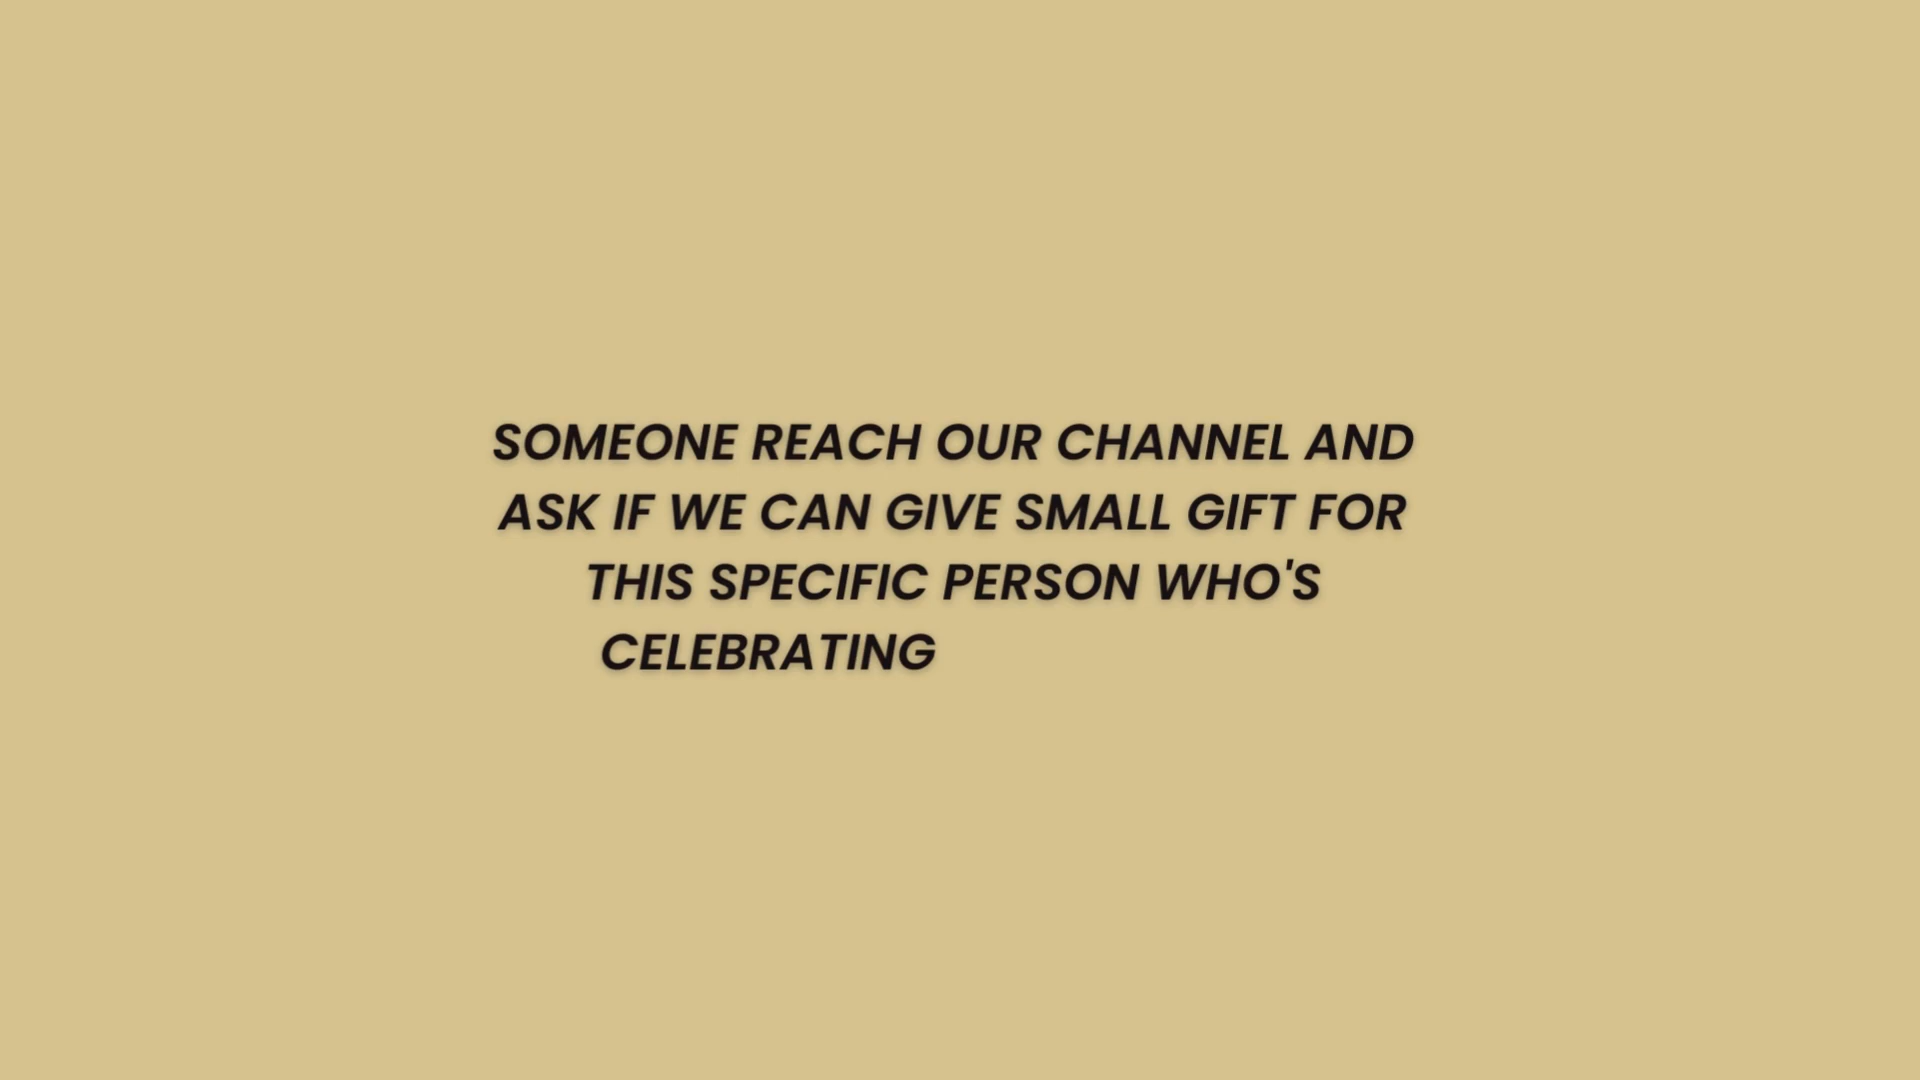 SOMEONE REACH OUR CHANNEL AND
ASK IF WE CAN GIVE SMALL GIFT FOR
THIS SPECIFIC PERSON WHO'S
CELEBRATING